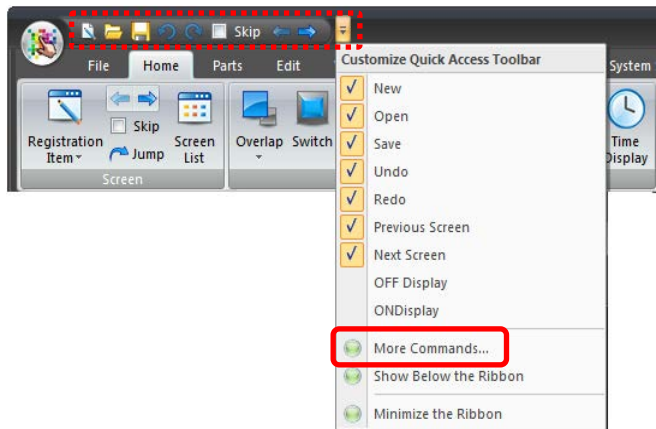 Skip
File Home Parts Edit
System
Customize Quick Access Toolbar
New
Open
Save
Undo
Redo
Previous Screen
Next Screen
OFF Display
ONDisplay
More Commands...
Show Below the Ribbon
Minimize the Ribbon
Skip
Jump
Registration
Item
Screen
List
Overlap
Switch
Time
Display
Screen